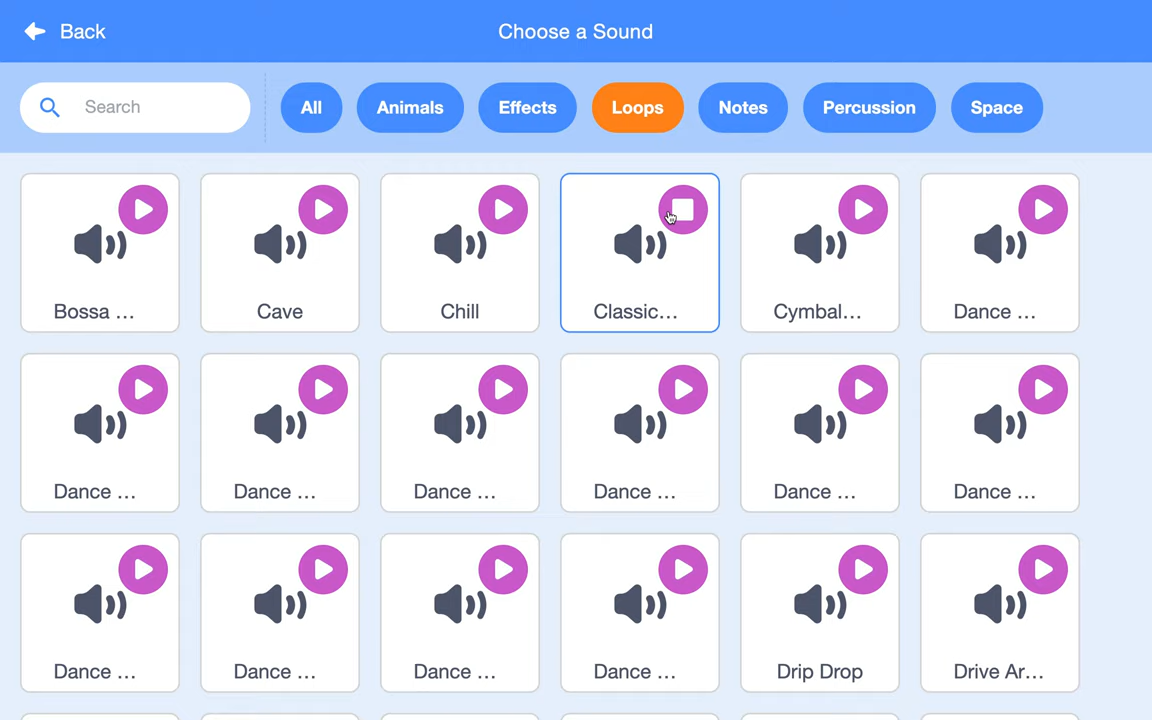 Back
Choose a Sound
Search
All
Animals
Effects
Loops
Notes
Percussion
Space
Bossa ...
Cave
Chill
Classic...
Cymbal...
Dance ...
Dance ...
Dance ...
Dance ...
Dance ...
Dance ...
Dance ...
Dance ...
Dance ...
Dance ...
Dance ...
Drip Drop
Drive Ar...